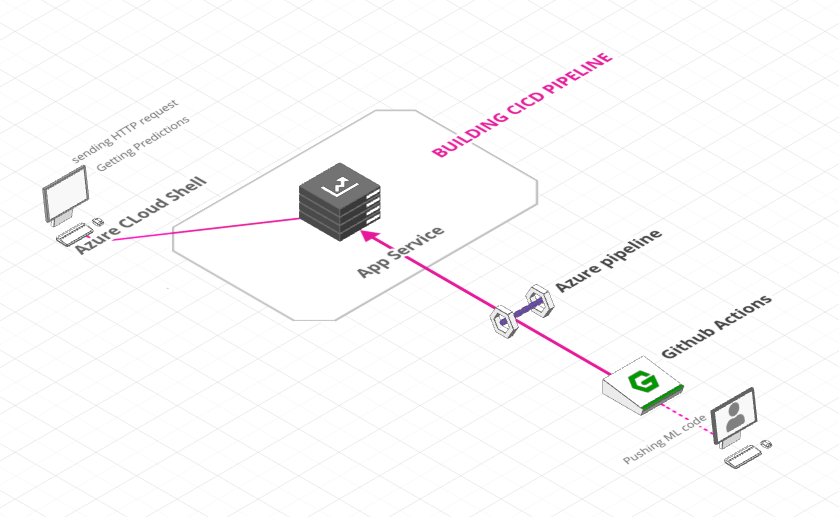 BUILDING CICD PIPELINE
sending HTTP request
Getting Predictions
Azure CLoud Shell
App Service
Azure pipeline
Github Actions
Pushing ML code